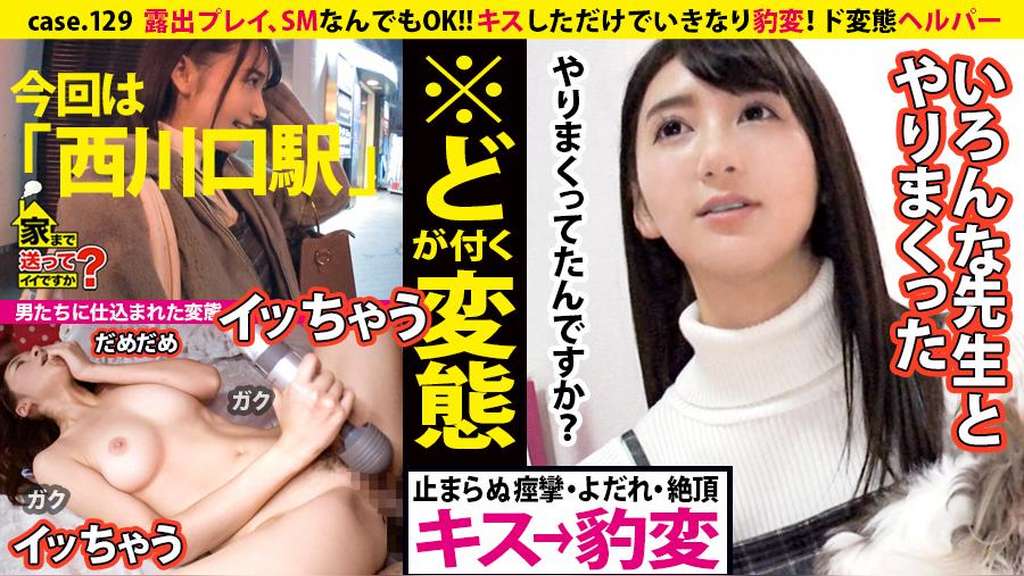 case.129 露出プレイ、SMなんでもOK!! キスしただけでいきなり豹変！ド変態ヘルパー
今回は
「西川口駅」
家まで
送って
イイですか
?
男たちに仕込まれた変態
イッちゃう
だめだめ
ガク
ガク
イッちゃう
※どが付く変態
やりまくってたんですか？
いろんな先生と
やりまくった
止まらぬ痙攣・よだれ・絶頂
キス→豹変